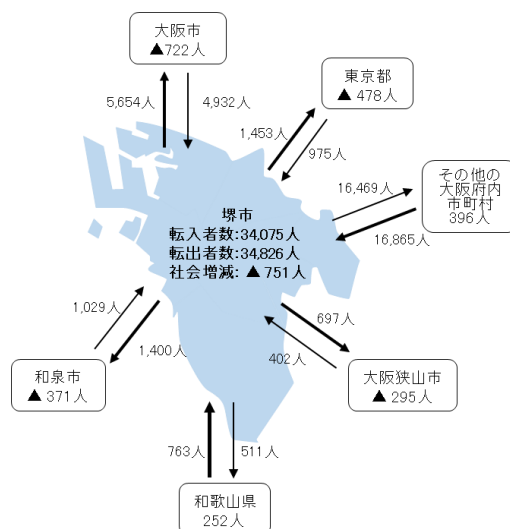 大阪市
▲722人
5,654人
4,932人
東京都
▲ 478人
1,453人
975人
その他の
大阪府内
市町村
396人
16,469人
16,865人
堺市
転入者数:34,075人
転出者数:34,826人
社会増減: ▲ 751人
1,029人
1,400人
和泉市
▲ 371人
697人
402人
大阪狭山市
▲ 295人
763人
511人
和歌山県
252人